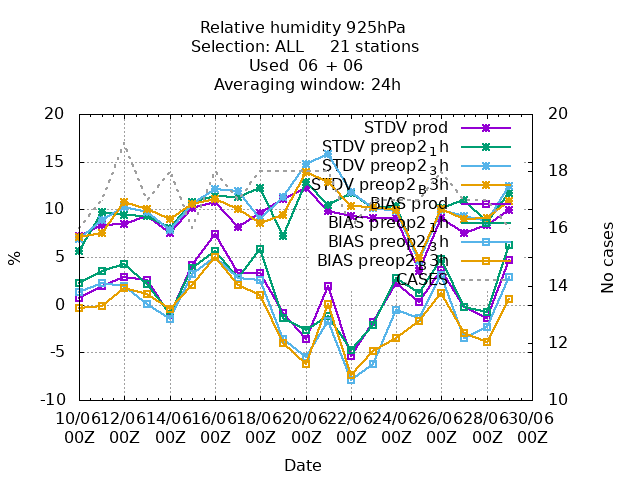 Relative humidity 925hPa
Selection: ALL 21 stations
Used 06 + 06
Averaging window: 24h
STDV prod
STDV preop2_1h
STDV preop2_3h
STDV preop2_B3h
BIAS prod
BIAS preop2_1h
BIAS preop2_3h
BIAS preop2_B3h
CASES
20
15
10
5
0
-5
-10
%
20
18
16
14
12
10
No cases
10/06 12/06 14/06 16/06 18/06 20/06 22/06 24/06 26/06 28/06 30/06
00Z 00Z 00Z 00Z 00Z 00Z 00Z 00Z 00Z 00Z 00Z
Date